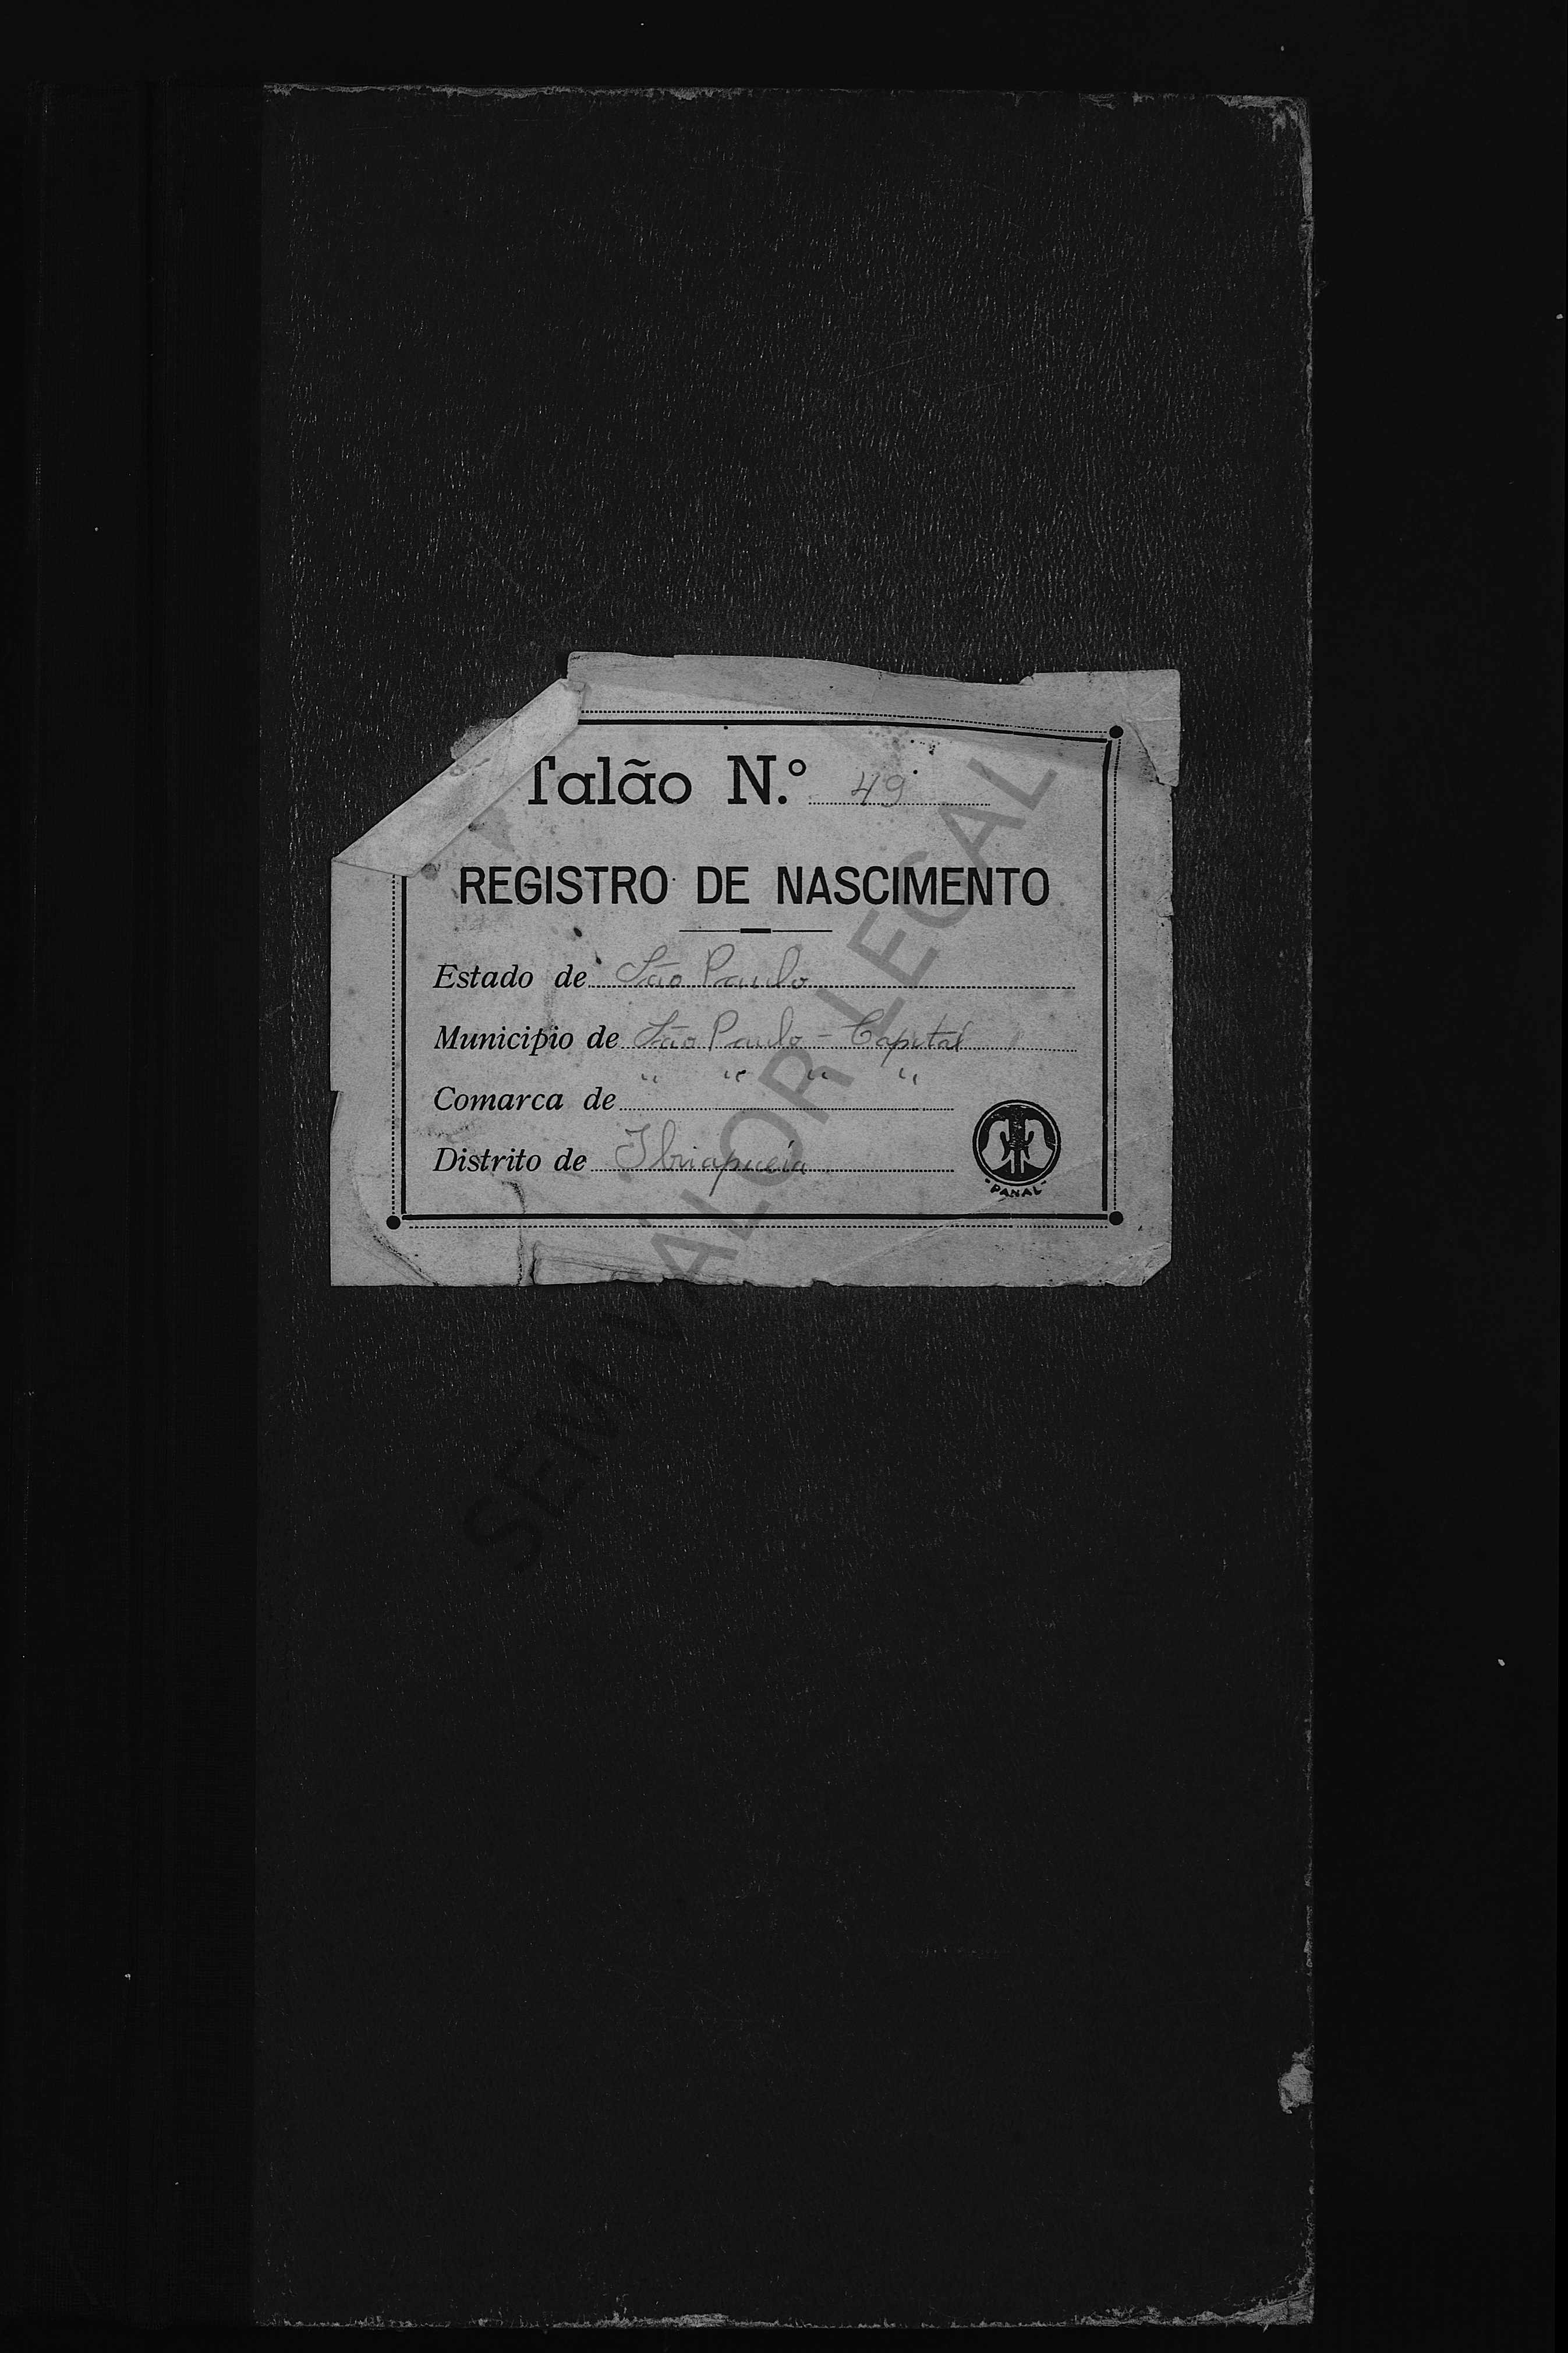 Talão N.º 49
REGISTRO DE NASCIMENTO
Estado de São Paulo
Municipio de São Paulo - Capital
Comarca de " " " "
Distrito de Ibirapuera
"PANAL"
SEM VALOR LEGAL